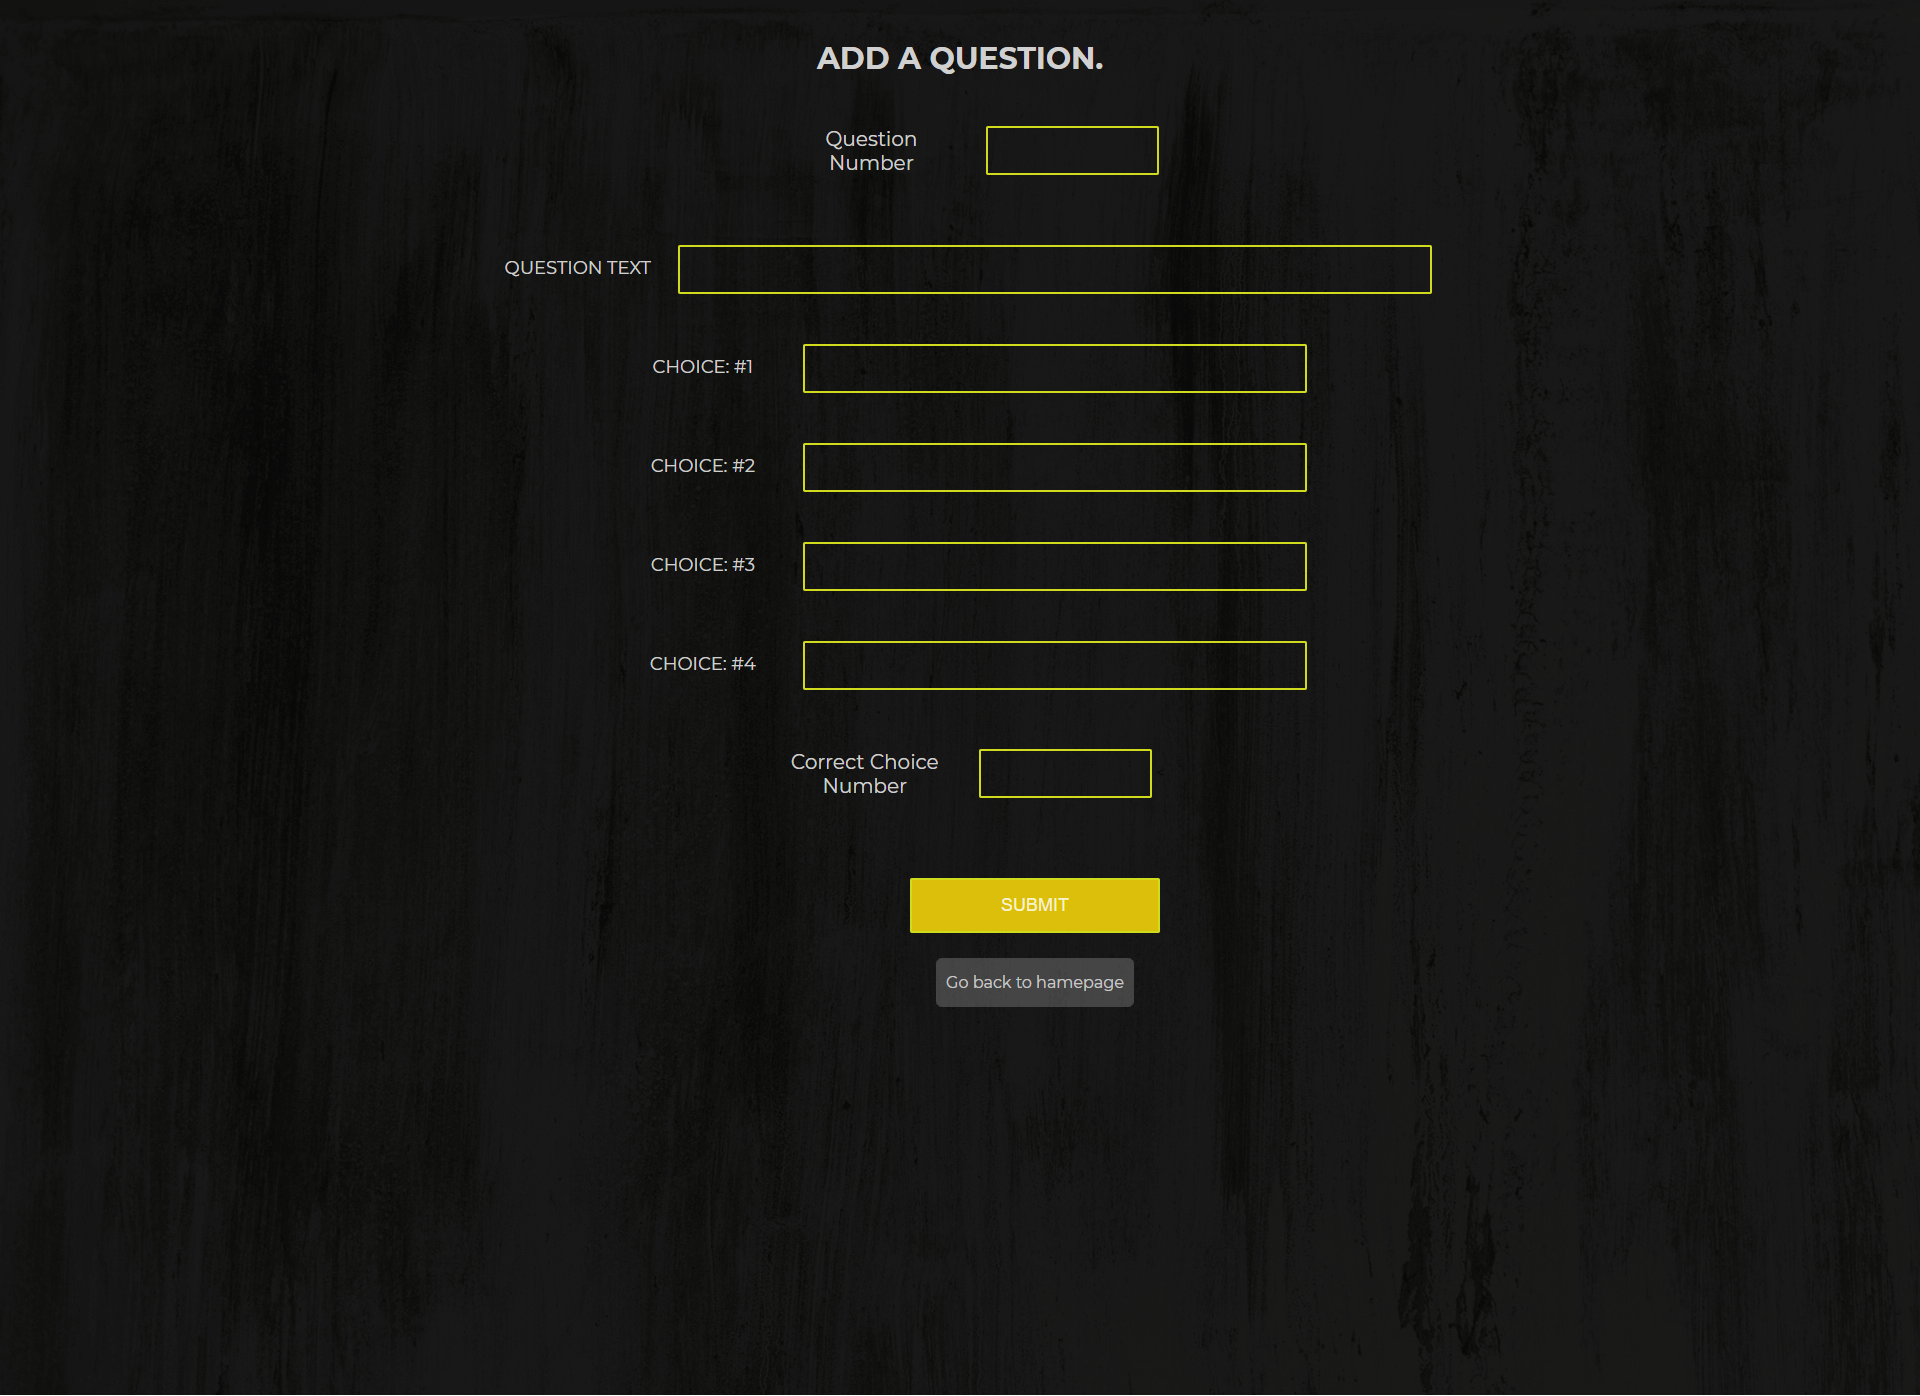 ADD A QUESTION.
Question
Number
QUESTION TEXT
CHOICE: #1
CHOICE: #2
CHOICE: #3
CHOICE: #4
Correct Choice
Number
SUBMIT
Go back to hamepage